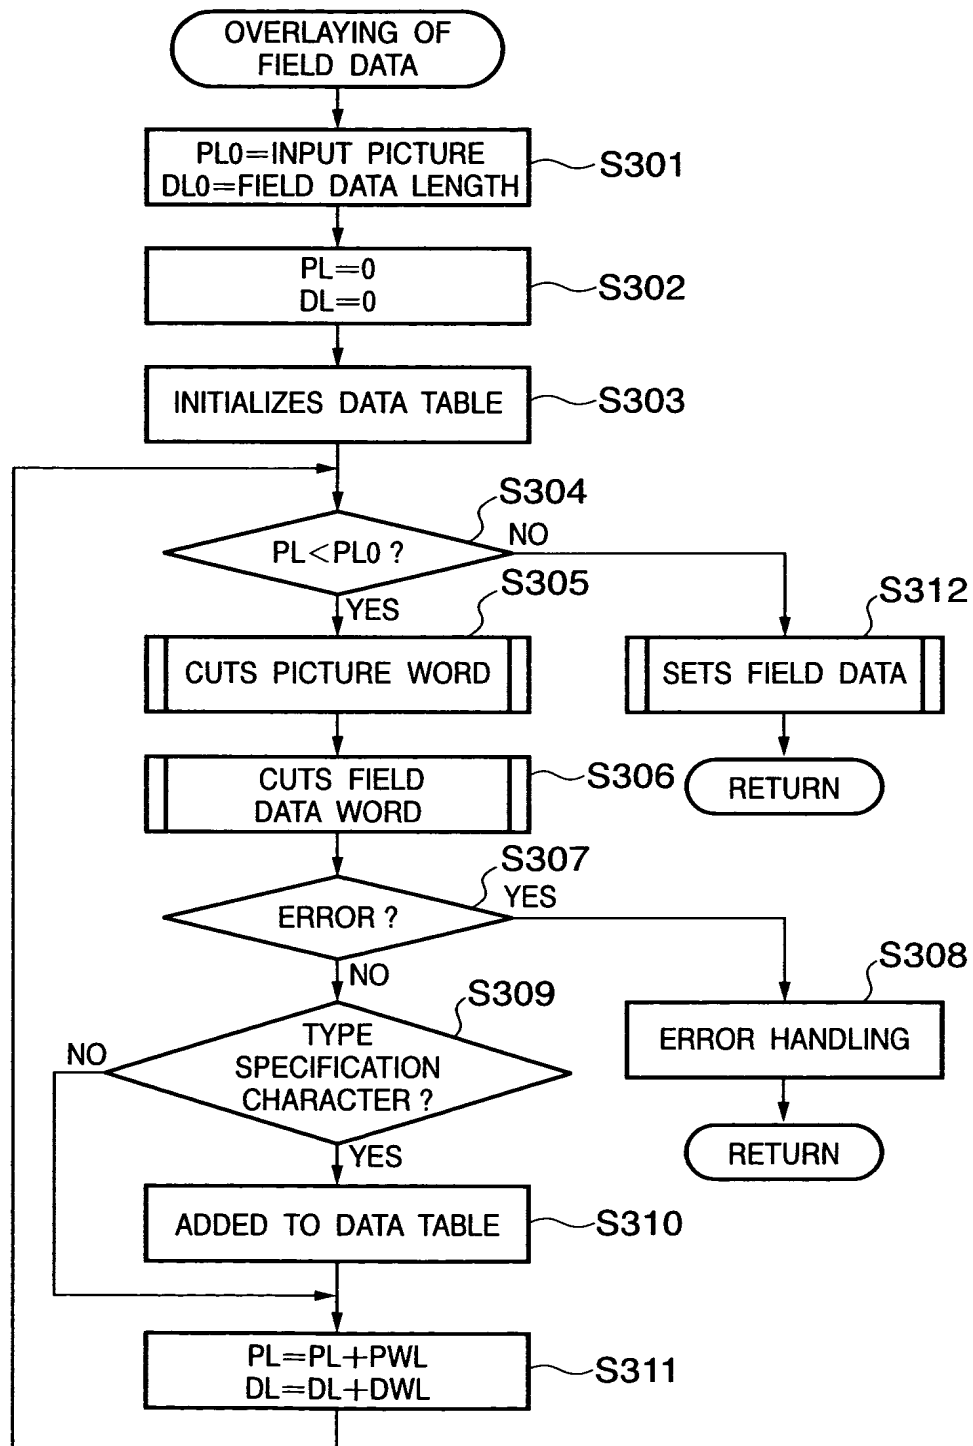 OVERLAYING OF
FIELD DATA
PL0=INPUT PICTURE
DL0=FIELD DATA LENGTH
S301
PL=0
DL=0
S302
INITIALIZES DATA TABLE
S303
S304
PL<PL0?
NO
YES
S305
CUTS PICTURE WORD
S312
SETS FIELD DATA
RETURN
CUTS FIELD
DATA WORD
S306
S307
ERROR?
YES
NO
S308
ERROR HANDLING
RETURN
S309
TYPE
SPECIFICATION
CHARACTER?
NO
YES
ADDED TO DATA TABLE
S310
PL=PL+PWL
DL=DL+DWL
S311